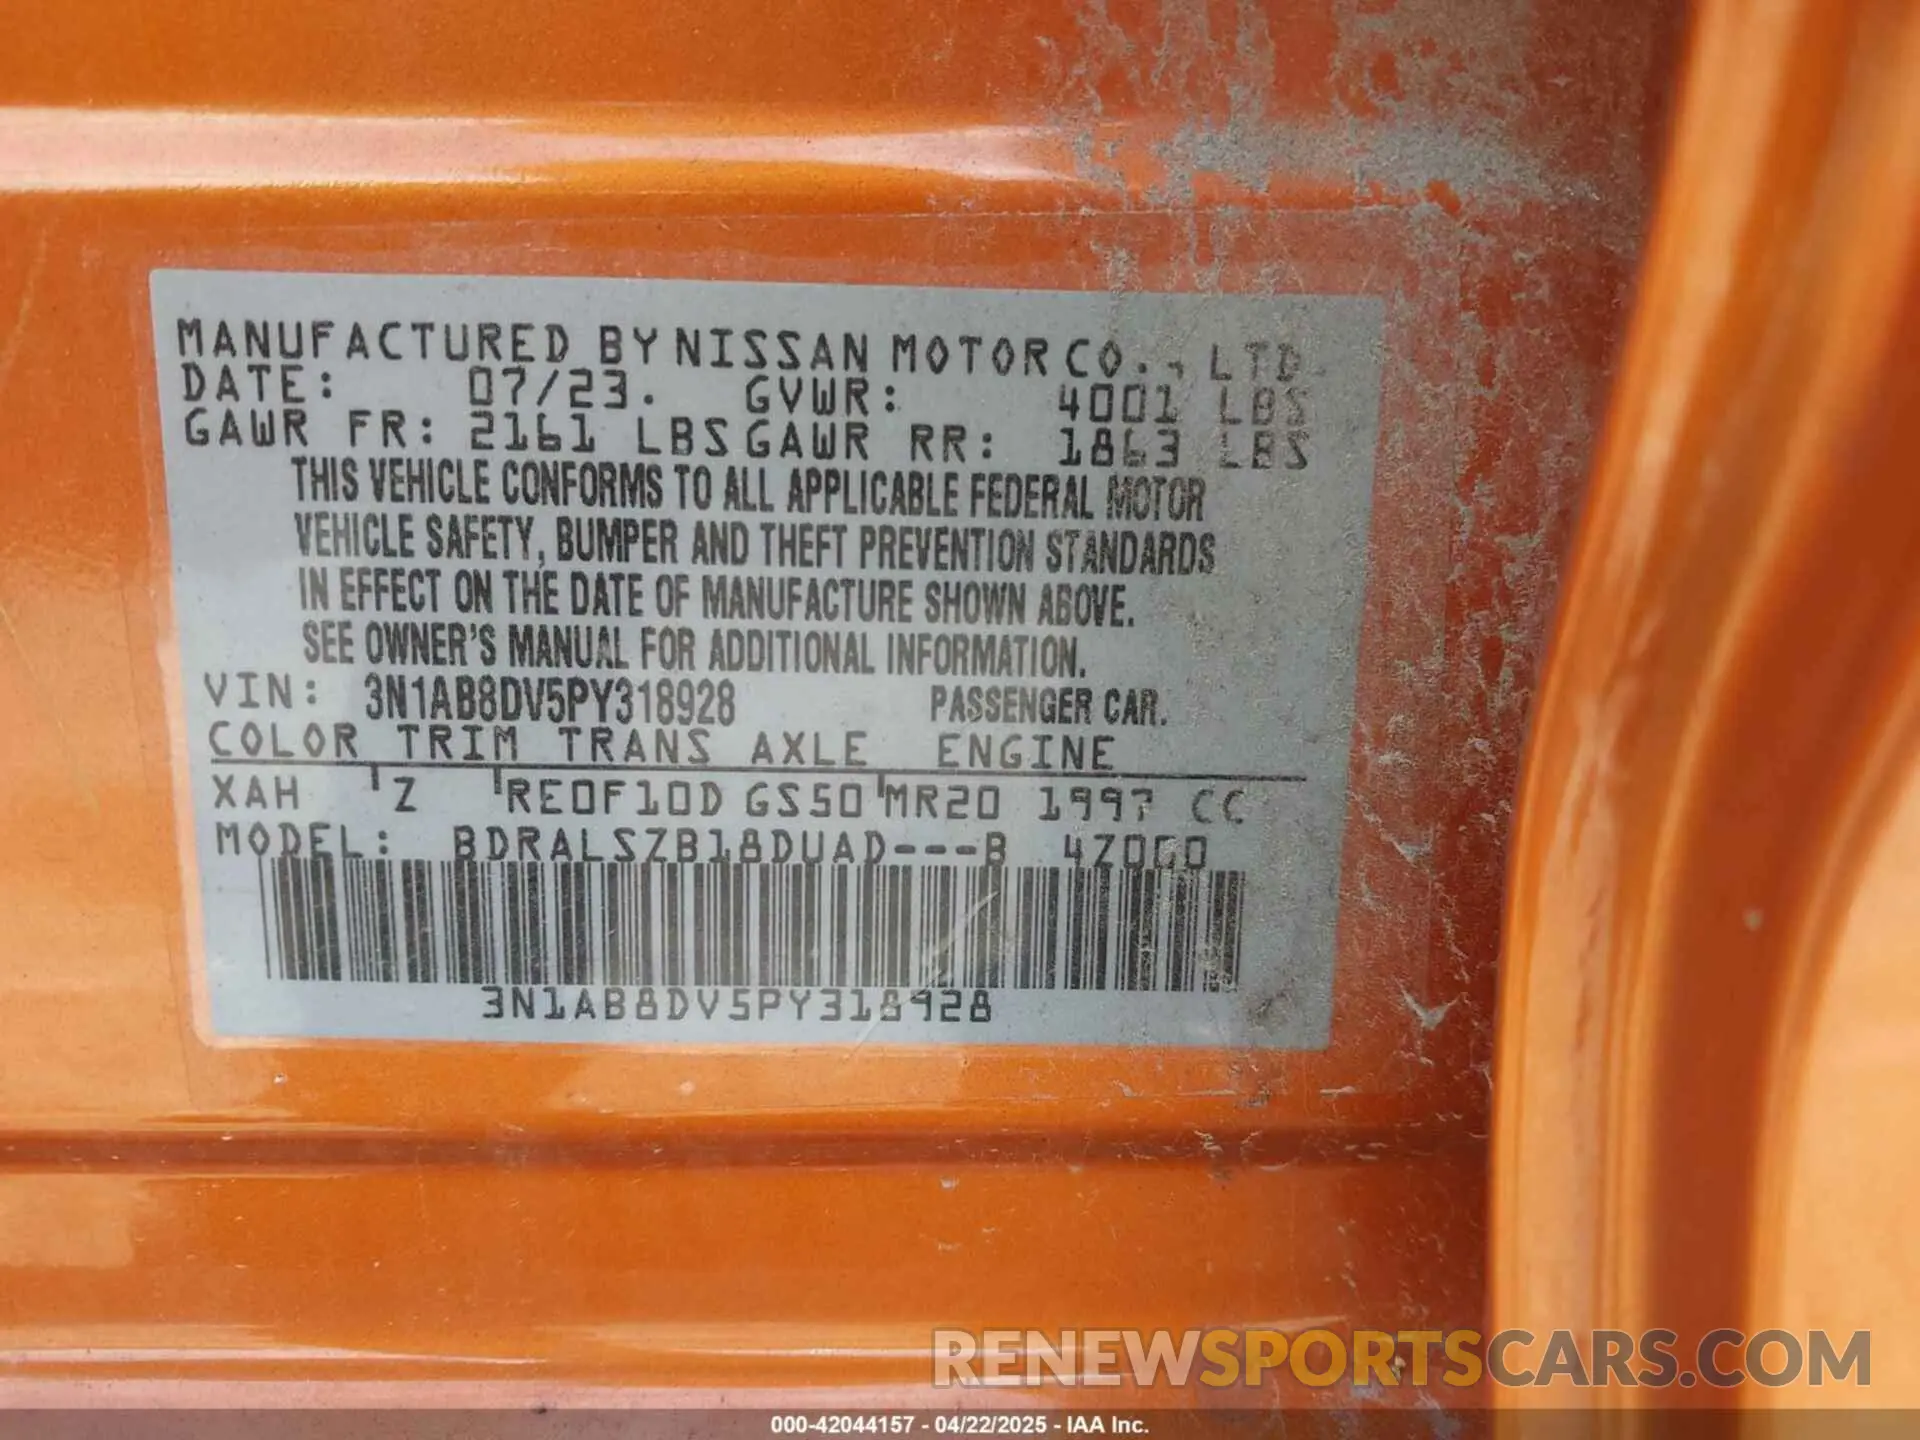 MANUFACTURED BY NISSAN MOTOR CO., LTD.
DATE: 07/23. GVWR: 4001 LBS
GAWR FR: 2161 LBS GAWR RR: 1863 LBS
THIS VEHICLE CONFORMS TO ALL APPLICABLE FEDERAL MOTOR
VEHICLE SAFETY, BUMPER AND THEFT PREVENTION STANDARDS
IN EFFECT ON THE DATE OF MANUFACTURE SHOWN ABOVE.
SEE OWNER'S MANUAL FOR ADDITIONAL INFORMATION.
VIN: 3N1AB8DV5PY318928 PASSENGER CAR.
COLOR TRIM TRANS AXLE ENGINE
XAH Z RE0F10D GS50 MR20 1997 CC
MODEL: BDRALSZB18DUAD---B 4Z0G0
3N1AB8DV5PY318928
RENEWSPORTSCARS.COM
000-42044157 - 04/22/2025 - IAA Inc.